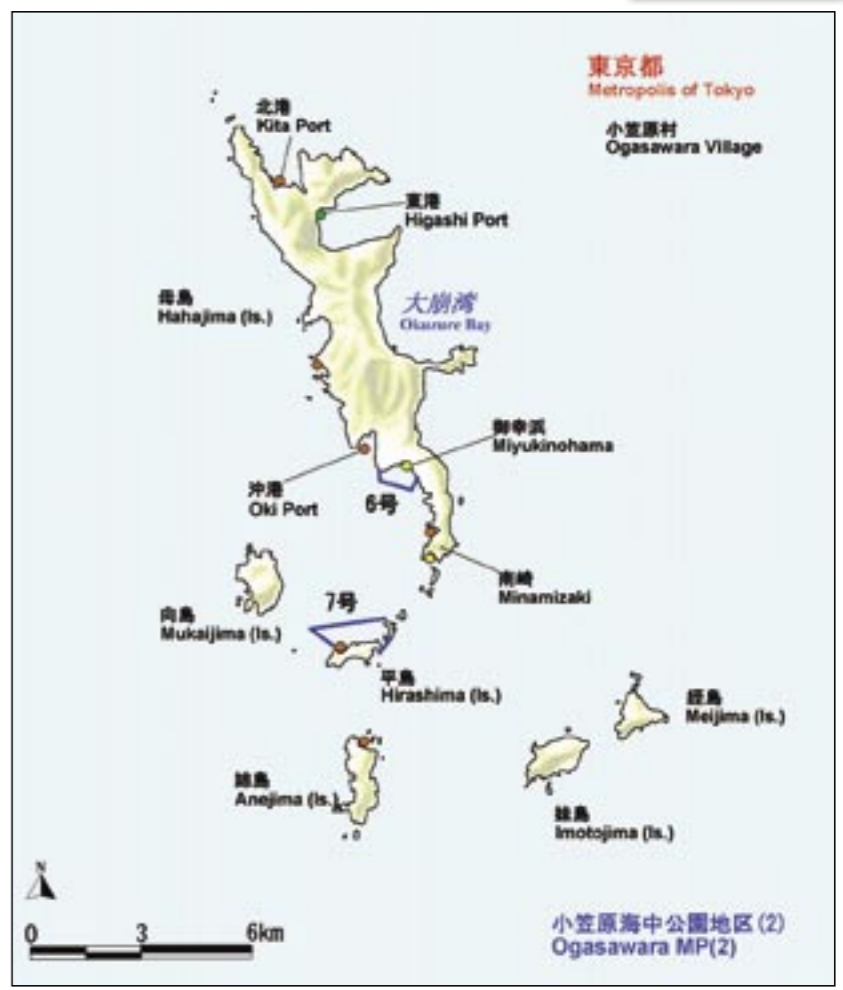 東京都
Metropolis of Tokyo
小笠原村
Ogasawara Village
北港
Kita Port
東港
Higashi Port
母島
Hahajima (Is.)
大崩湾
Bay
御幸浜
Miyukinohama
沖港
Oki Port
6号
南崎
Minamizaki
向島
Mukaijima (Is.)
7号
平島
Hirashima (Is.)
姪島
Meijima (Is.)
姉島
Anejima (Is.)
妹島
Imotojima (Is.)
N
0 3 6km
小笠原海中公園地区(2)
Ogasawara MP(2)